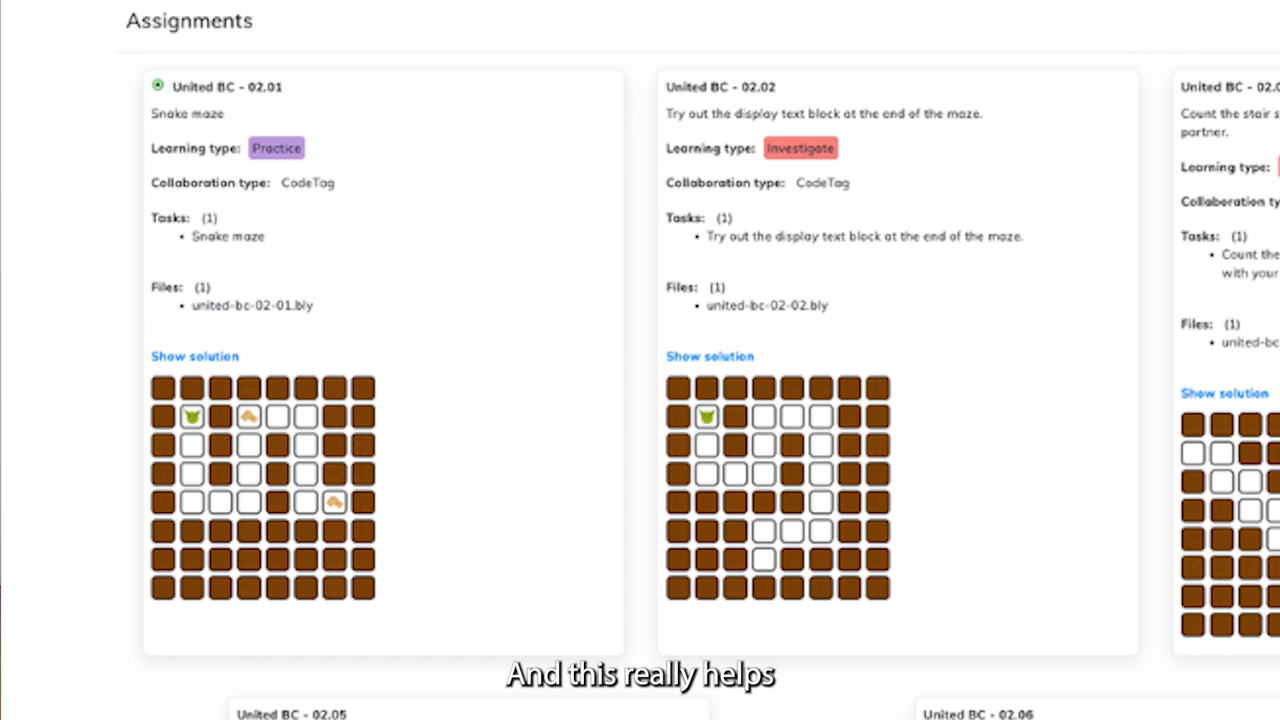 Assignments
United BC - 02.01
Snake maze
Learning type: Practice
Collaboration type: CodeTag
Tasks: (1)
• Snake maze
Files: (1)
• united-bc-02-01.bly
Show solution
United BC - 02.02
Try out the display text block at the end of the maze.
Learning type: Investigate
Collaboration type: CodeTag
Tasks: (1)
• Try out the display text block at the end of the maze.
Files: (1)
• united-bc-02-02.bly
Show solution
United BC - 02.0
Count the stair s
partner.
Learning type:
Collaboration ty
Tasks: (1)
• Count the
with your
Files: (1)
• united-bc
Show solution
And this really helps
United BC - 02.05
United BC - 02.06